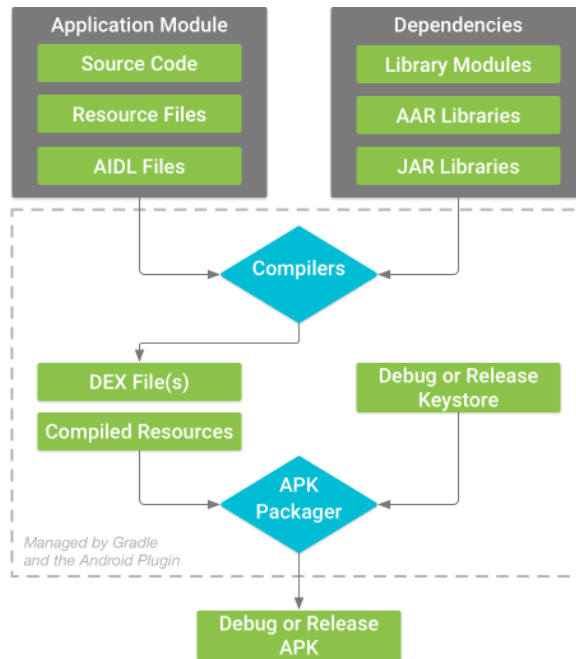 Application Module
Source Code
Resource Files
AIDL Files
Dependencies
Library Modules
AAR Libraries
JAR Libraries
Compilers
DEX File(s)
Compiled Resources
Debug or Release
Keystore
APK
Packager
Managed by Gradle
and the Android Plugin
Debug or Release
APK